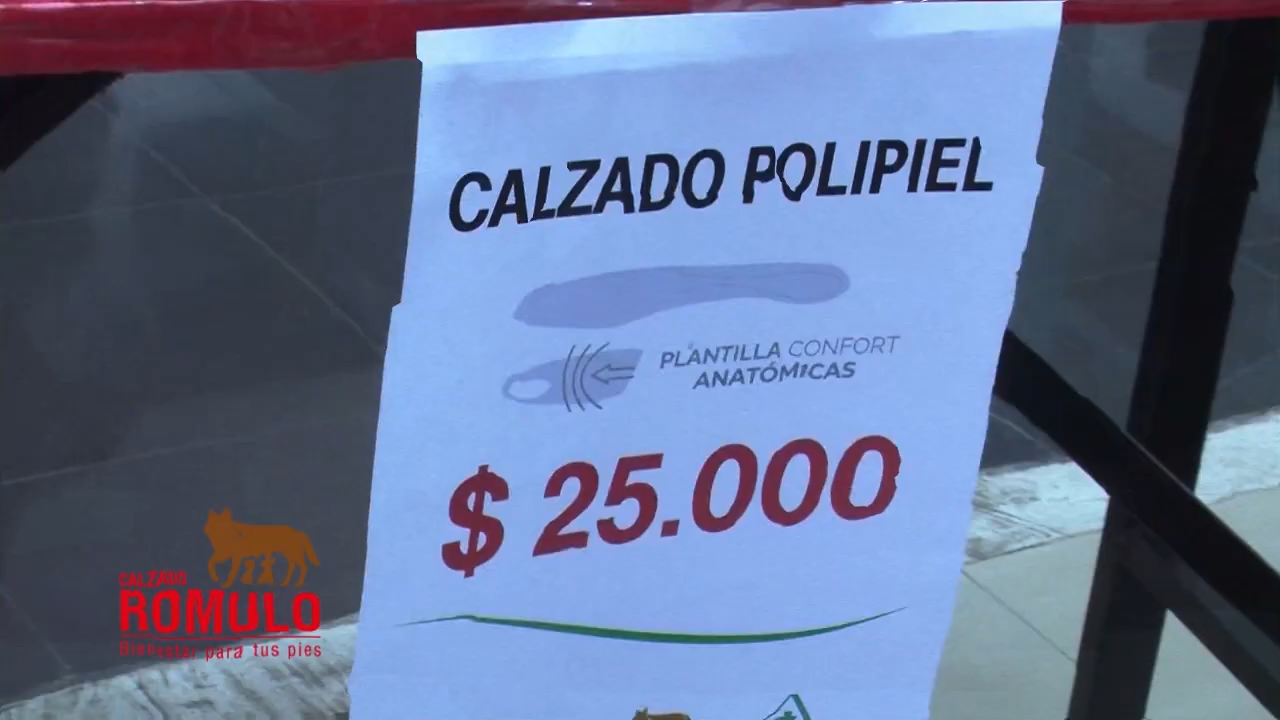 CALZADO POLIPIEL
PLANTILLA CONFORT
ANATÓMICAS
$ 25.000
CALZADO
ROMULO
Bienestar para tus pies